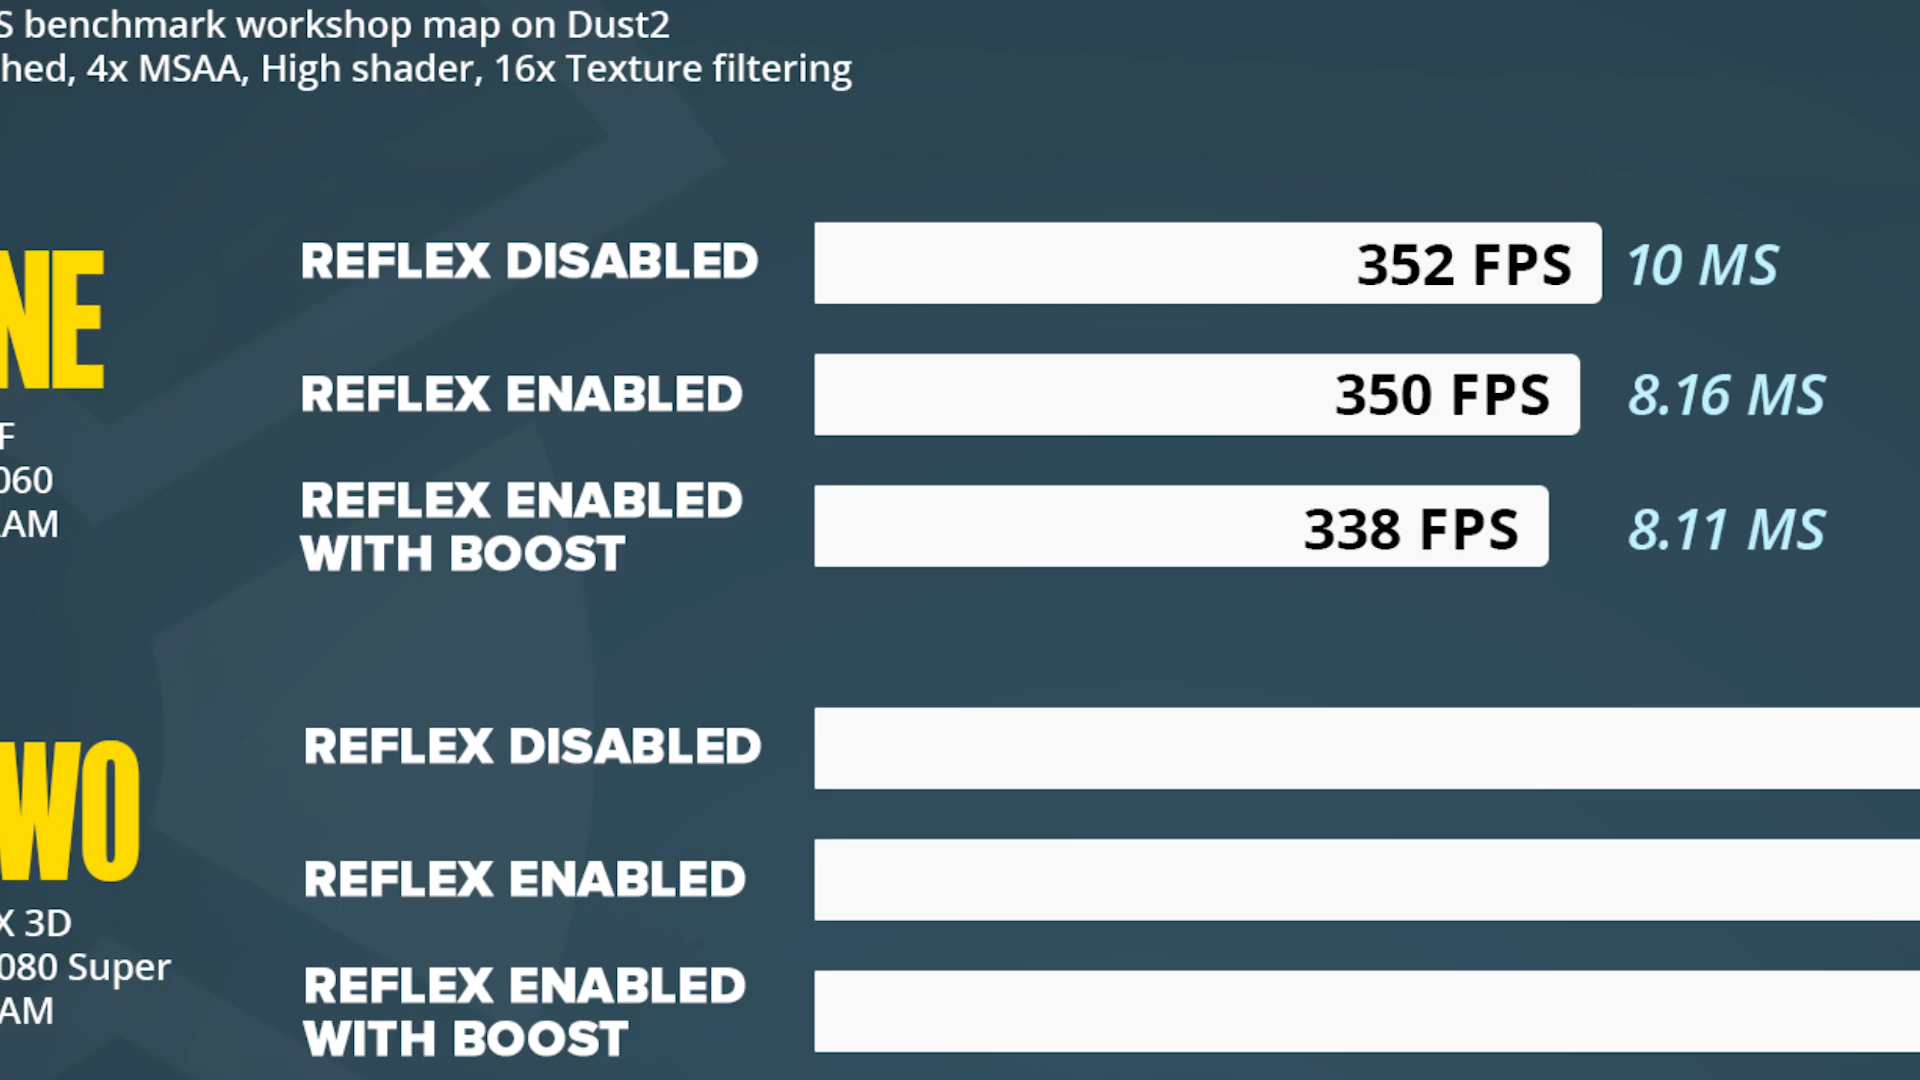 S benchmark workshop map on Dust2
hed, 4x MSAA, High shader, 16x Texture filtering
NE
F
060
AM
REFLEX DISABLED
352 FPS
10 MS
REFLEX ENABLED
350 FPS
8.16 MS
REFLEX ENABLED
WITH BOOST
338 FPS
8.11 MS
WO
X 3D
080 Super
AM
REFLEX DISABLED
REFLEX ENABLED
REFLEX ENABLED
WITH BOOST